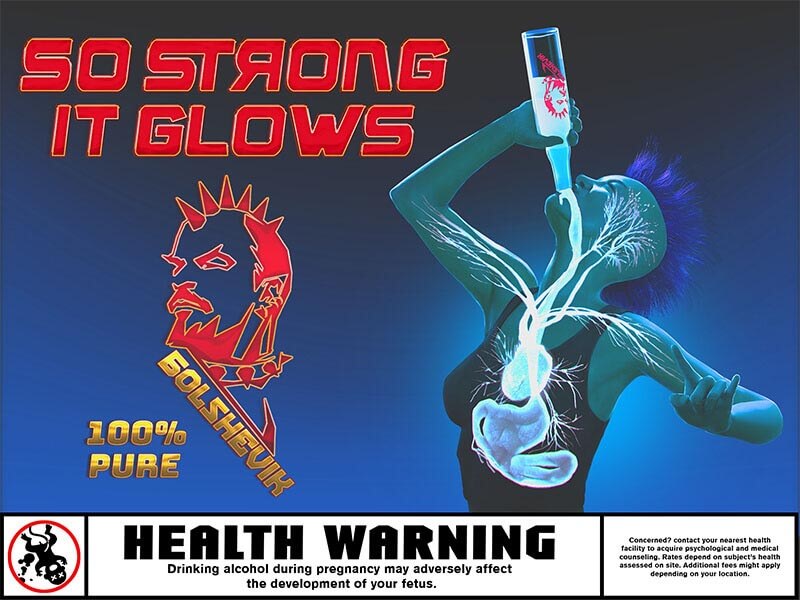 SO STЯONG
IT GLOWS
БOLSHEVIK
100%
PURE
HEALTH WARNING
Drinking alcohol during pregnancy may adversely affect
the development of your fetus.
Concerned? contact your nearest health
facility to acquire psychological and medical
counseling. Rates depend on subject's health
assessed on site. Additional fees might apply
depending on your location.